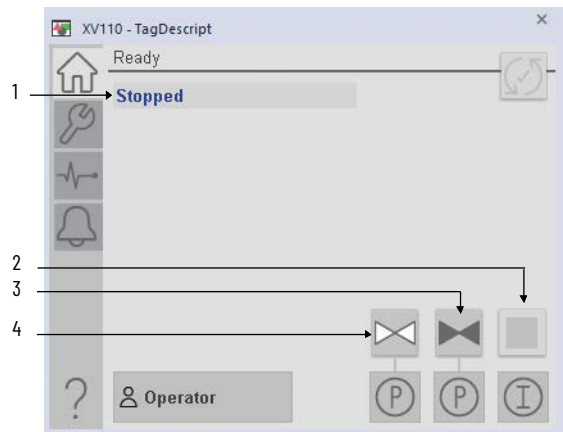 XV110 - TagDescript
Ready
1
Stopped
2
3
4
P P I
? Operator